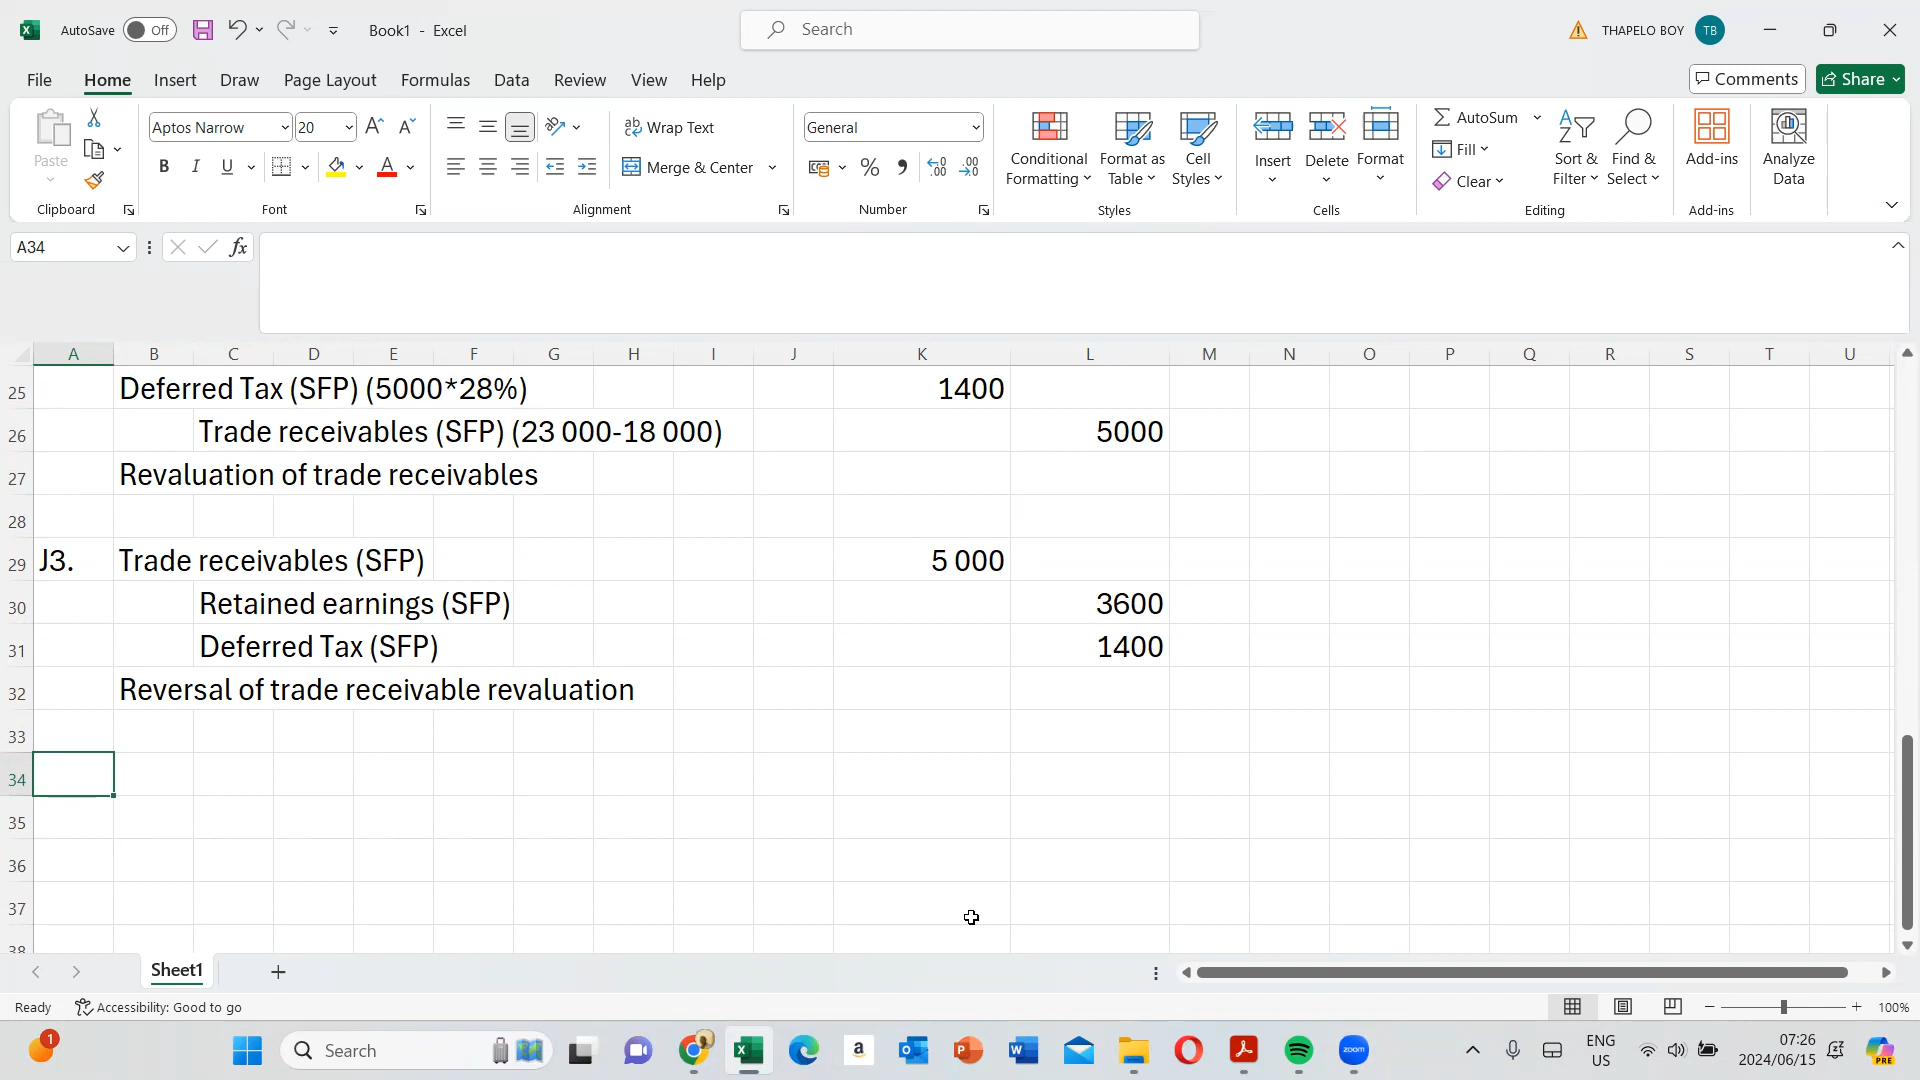 AutoSave Off Book1 - Excel Search THAPELO BOY TB
File Home Insert Draw Page Layout Formulas Data Review View Help Comments Share
Paste Aptos Narrow 20 Wrap Text General Conditional Formatting Format as Table Cell Styles Insert Delete Format AutoSum Fill Clear Sort & Filter Find & Select Add-ins Analyze Data
B I U Merge & Center % 
Clipboard Font Alignment Number Styles Cells Editing Add-ins
A34 fx
A B C D E F G H I J K L M N O P Q R S T U
25 Deferred Tax (SFP) (5000*28%) 1400
26 Trade receivables (SFP) (23 000-18 000) 5000
27 Revaluation of trade receivables
28
29 J3. Trade receivables (SFP) 5 000
30 Retained earnings (SFP) 3600
31 Deferred Tax (SFP) 1400
32 Reversal of trade receivable revaluation
33
34
35
36
37
38
Sheet1
Ready Accessibility: Good to go 100%
1 Search a zoom ENG US 07:26 2024/06/15 PRE